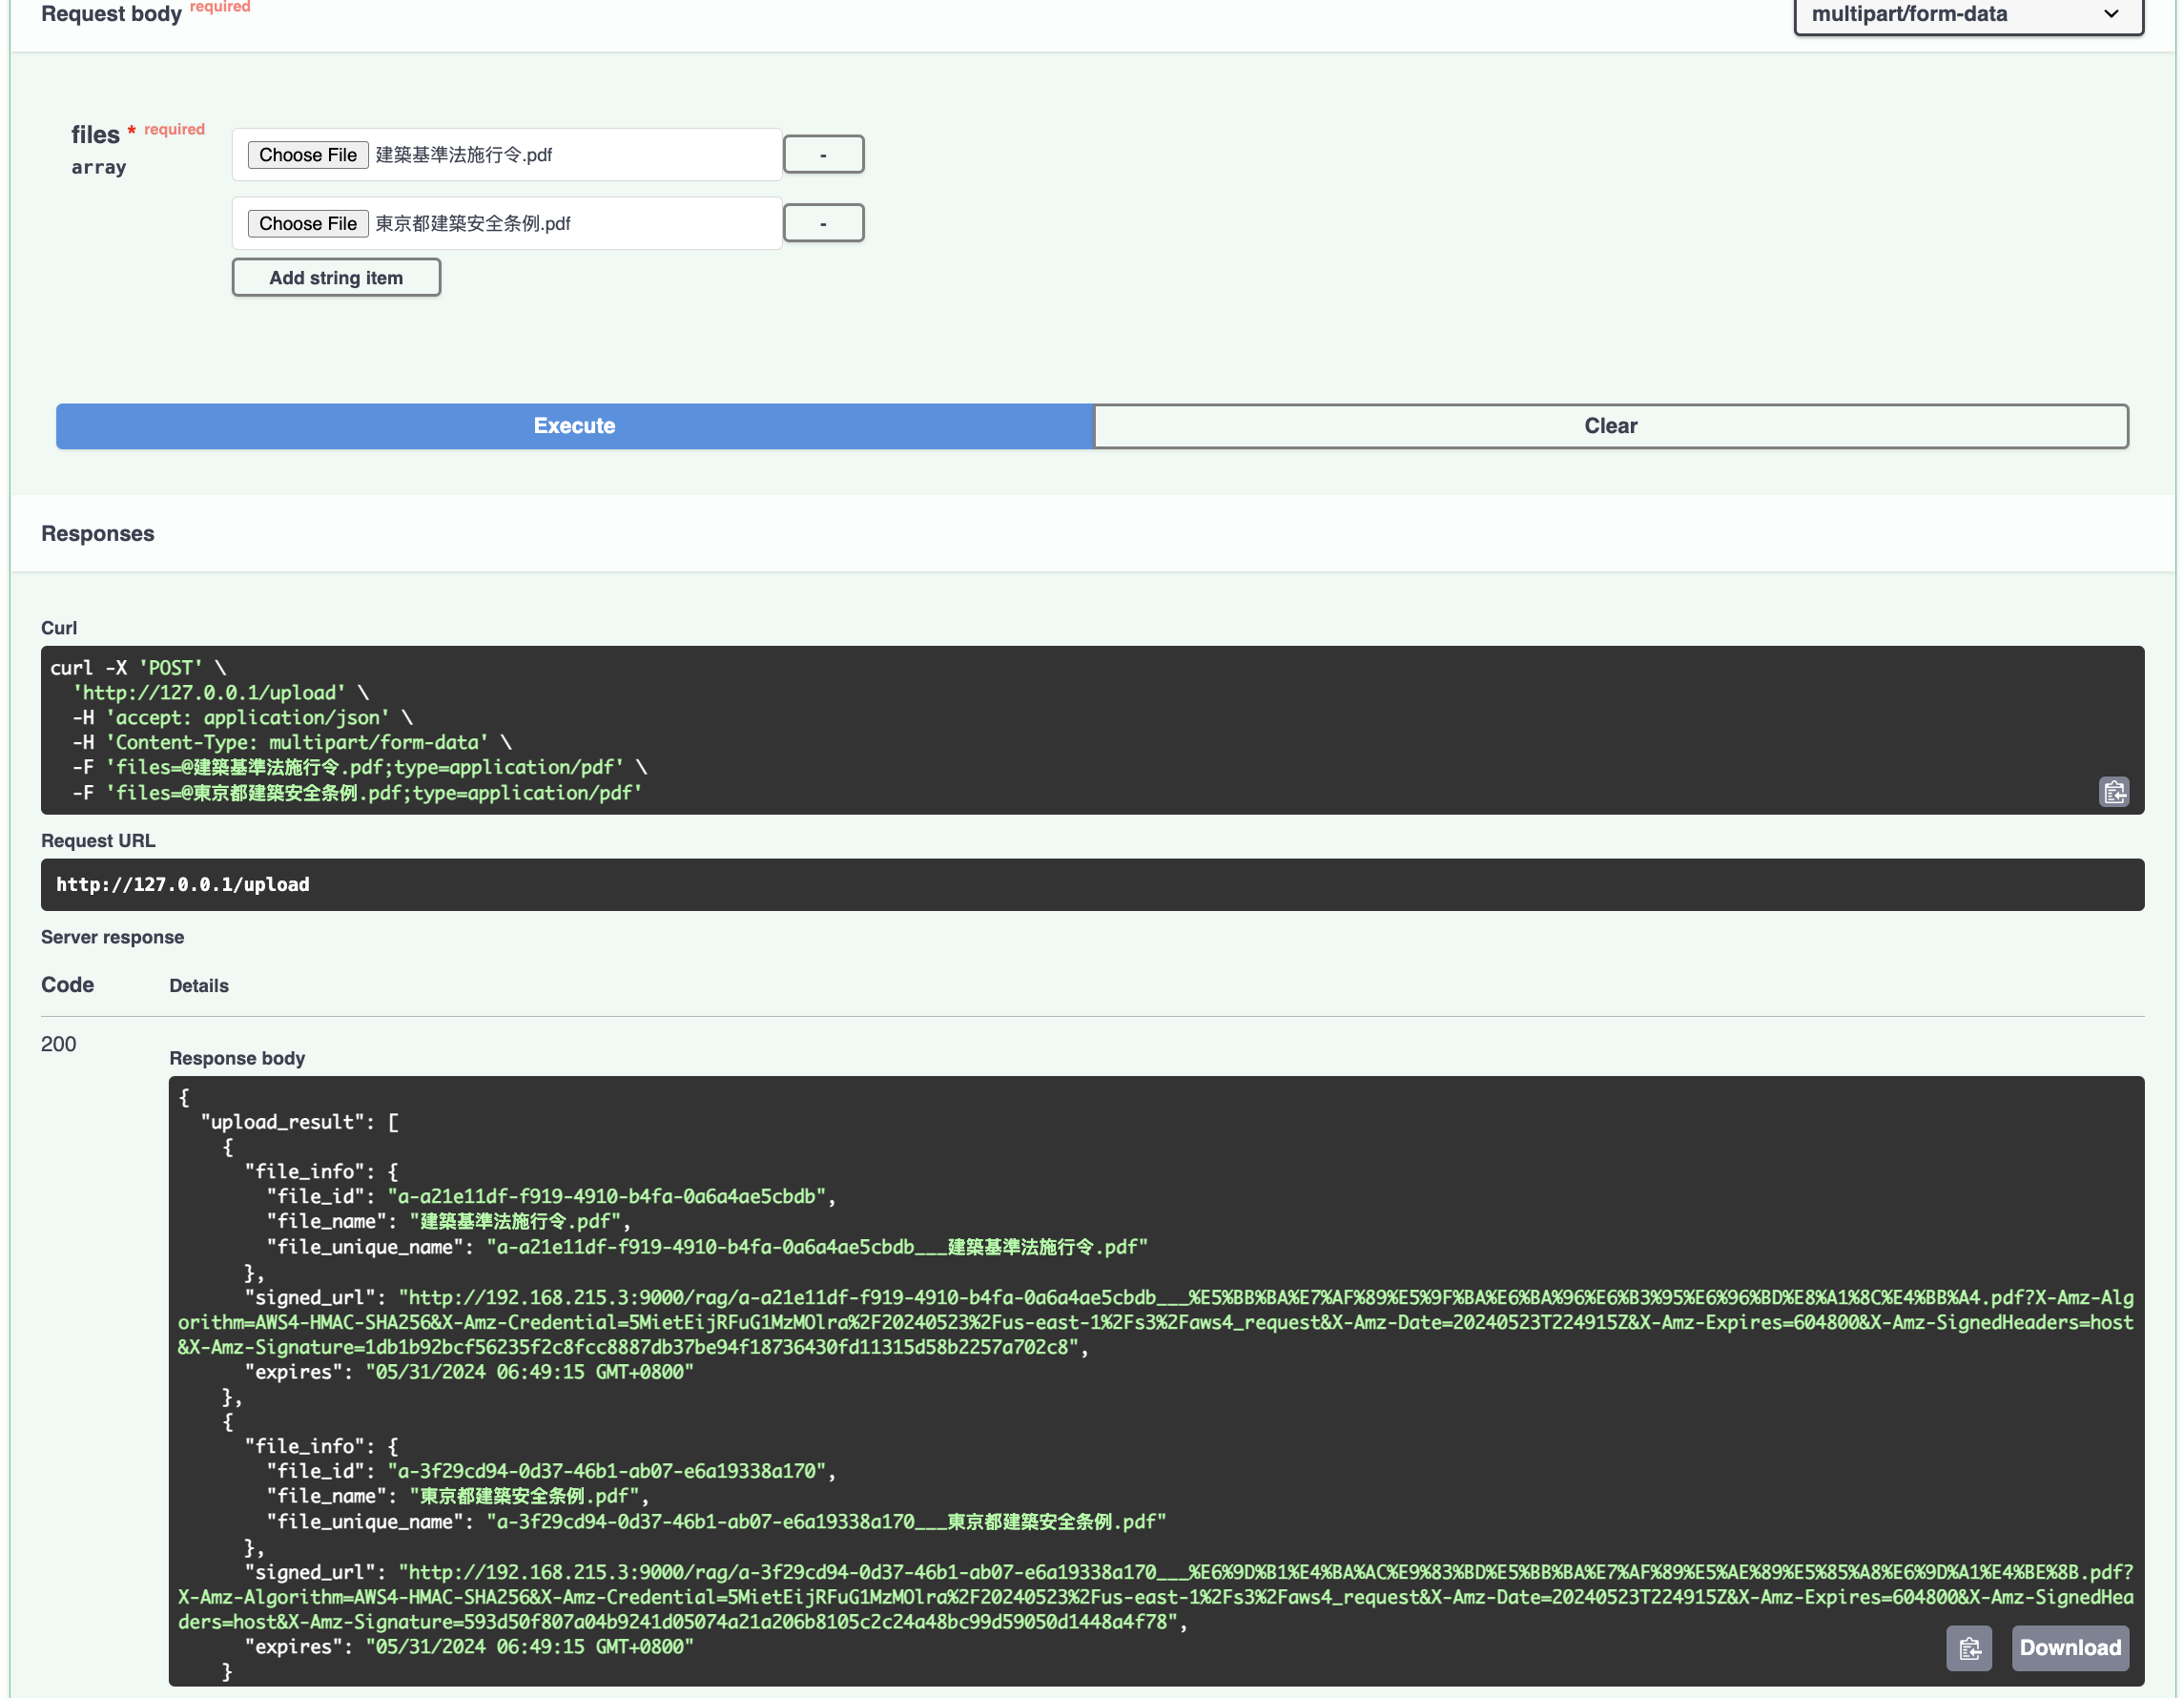 Request body required
multipart/form-data
files * required
array
Choose File 建築基準法施行令.pdf
-
Choose File 東京都建築安全条例.pdf
-
Add string item
Execute
Clear
Responses
Curl
curl -X 'POST' \
'http://127.0.0.1/upload' \
-H 'accept: application/json' \
-H 'Content-Type: multipart/form-data' \
-F 'files=@建築基準法施行令.pdf;type=application/pdf' \
-F 'files=@東京都建築安全条例.pdf;type=application/pdf'
Request URL
http://127.0.0.1/upload
Server response
Code Details
200
Response body
{
"upload_result": [
{
"file_info": {
"file_id": "a-a21e11df-f919-4910-b4fa-0a6a4ae5cbdb",
"file_name": "建築基準法施行令.pdf",
"file_unique_name": "a-a21e11df-f919-4910-b4fa-0a6a4ae5cbdb___建築基準法施行令.pdf"
},
"signed_url": "http://192.168.215.3:9000/rag/a-a21e11df-f919-4910-b4fa-0a6a4ae5cbdb___%E5%BB%BA%E7%AF%89%E5%9F%BA%E6%BA%96%E6%B3%95%E6%96%BD%E8%A1%8C%E4%BB%A4.pdf?X-Amz-Alg
orithm=AWS4-HMAC-SHA256&X-Amz-Credential=5MietEijRFuG1MzMOlra%2F20240523%2Fus-east-1%2Fs3%2Faws4_request&X-Amz-Date=20240523T224915Z&X-Amz-Expires=604800&X-Amz-SignedHeaders=host
&X-Amz-Signature=1db1b92bcf56235f2c8fcc8887db37be94f18736430fd11315d58b2257a702c8",
"expires": "05/31/2024 06:49:15 GMT+0800"
},
{
"file_info": {
"file_id": "a-3f29cd94-0d37-46b1-ab07-e6a19338a170",
"file_name": "東京都建築安全条例.pdf",
"file_unique_name": "a-3f29cd94-0d37-46b1-ab07-e6a19338a170___東京都建築安全条例.pdf"
},
"signed_url": "http://192.168.215.3:9000/rag/a-3f29cd94-0d37-46b1-ab07-e6a19338a170___%E6%9D%B1%E4%BA%AC%E9%83%BD%E5%BB%BA%E7%AF%89%E5%AE%89%E5%85%A8%E6%9D%A1%E4%BE%8B.pdf?
X-Amz-Algorithm=AWS4-HMAC-SHA256&X-Amz-Credential=5MietEijRFuG1MzMOlra%2F20240523%2Fus-east-1%2Fs3%2Faws4_request&X-Amz-Date=20240523T224915Z&X-Amz-Expires=604800&X-Amz-SignedHea
ders=host&X-Amz-Signature=593d50f807a04b9241d05074a21a206b8105c2c24a48bc99d59050d1448a4f78",
"expires": "05/31/2024 06:49:15 GMT+0800"
}
Download